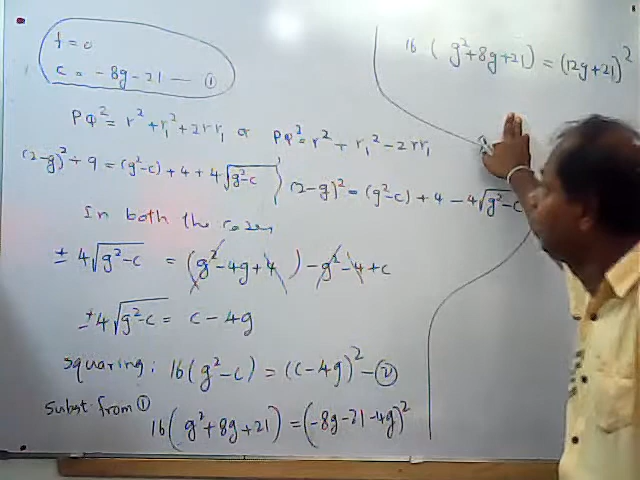 f = 0
c = -8g - 21 — ①
PQ² = r² + r₁² + 2rr₁ or PQ² = r² + r₁² - 2rr₁
(2-g)² + 9 = (g²-c) + 4 + 4√(g²-c)
(2-g)² = (g²-c) + 4 - 4√(g²-c)
In both the cases,
± 4√(g²-c) = (g² - 4g + 4 ) - g² - 4 + c
± 4√(g²-c) = c - 4g
squaring: 16(g²-c) = (c-4g)² - ②
Subst. from ①
16(g² + 8g + 21) = (-8g - 21 - 4g)²
16 (g² + 8g + 21) = (12g + 21)²